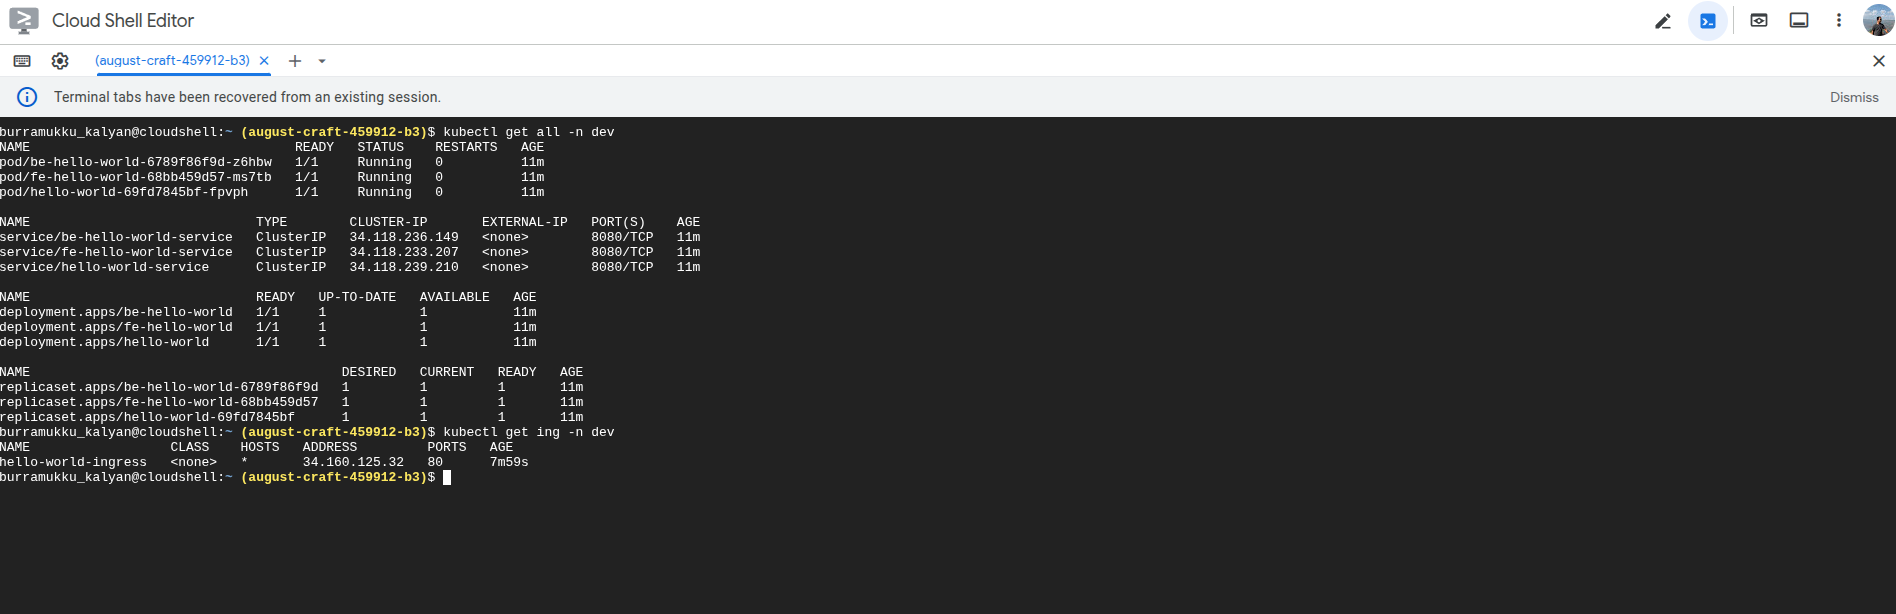 Cloud Shell Editor
(august-craft-459912-b3)
Terminal tabs have been recovered from an existing session.
Dismiss
burramukku_kalyan@cloudshell:~ (august-craft-459912-b3)$ kubectl get all -n dev
NAME READY STATUS RESTARTS AGE
pod/be-hello-world-6789f86f9d-z6hbw 1/1 Running 0 11m
pod/fe-hello-world-68bb459d57-ms7tb 1/1 Running 0 11m
pod/hello-world-69fd7845bf-fpvph 1/1 Running 0 11m
NAME TYPE CLUSTER-IP EXTERNAL-IP PORT(S) AGE
service/be-hello-world-service ClusterIP 34.118.236.149 <none> 8080/TCP 11m
service/fe-hello-world-service ClusterIP 34.118.233.207 <none> 8080/TCP 11m
service/hello-world-service ClusterIP 34.118.239.210 <none> 8080/TCP 11m
NAME READY UP-TO-DATE AVAILABLE AGE
deployment.apps/be-hello-world 1/1 1 1 11m
deployment.apps/fe-hello-world 1/1 1 1 11m
deployment.apps/hello-world 1/1 1 1 11m
NAME DESIRED CURRENT READY AGE
replicaset.apps/be-hello-world-6789f86f9d 1 1 1 11m
replicaset.apps/fe-hello-world-68bb459d57 1 1 1 11m
replicaset.apps/hello-world-69fd7845bf 1 1 1 11m
burramukku_kalyan@cloudshell:~ (august-craft-459912-b3)$ kubectl get ing -n dev
NAME CLASS HOSTS ADDRESS PORTS AGE
hello-world-ingress <none> * 34.160.125.32 80 7m59s
burramukku_kalyan@cloudshell:~ (august-craft-459912-b3)$